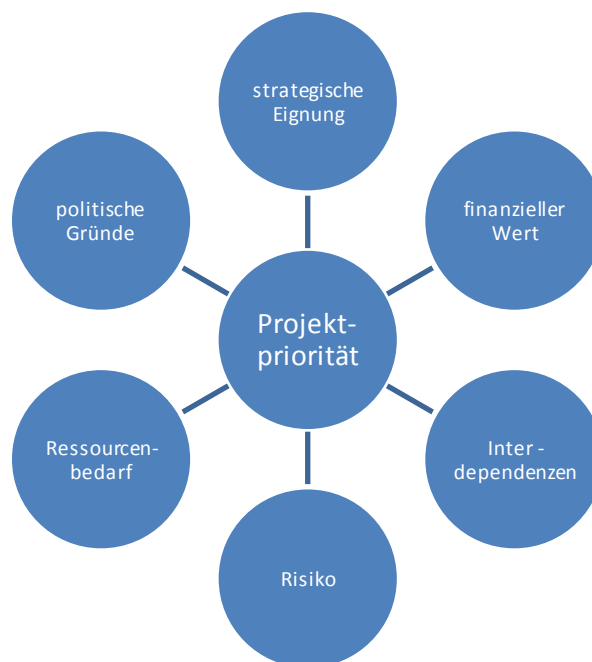 strategische
Eignung
politische
Gründe
finanzieller
Wert
Projekt-
priorität
Ressourcen-
bedarf
Inter -
dependenzen
Risiko